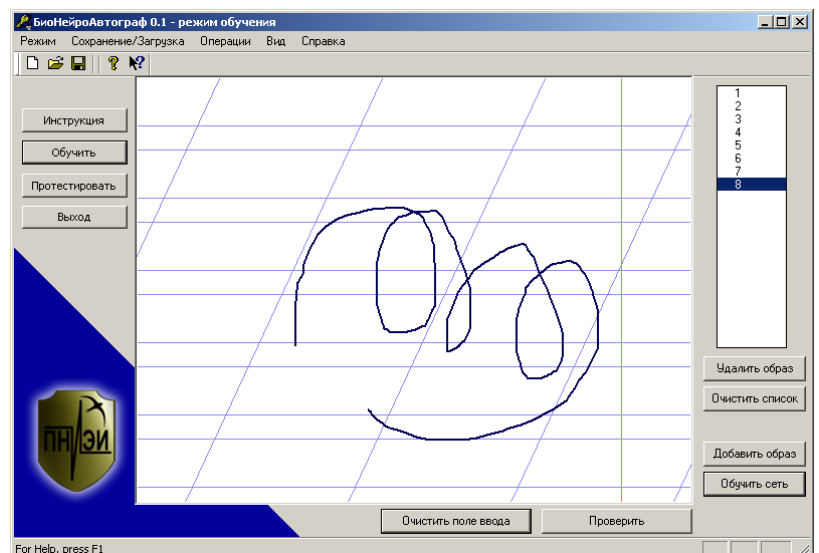 БиоНейроАвтограф 0.1 - режим обучения
Режим Сохранение/Загрузка Операции Вид Справка
Инструкция
Обучить
Протестировать
Выход
ПНИЭИ
1
2
3
4
5
6
7
8
Удалить образ
Очистить список
Добавить образ
Обучить сеть
Очистить поле ввода Проверить
For Help, press F1